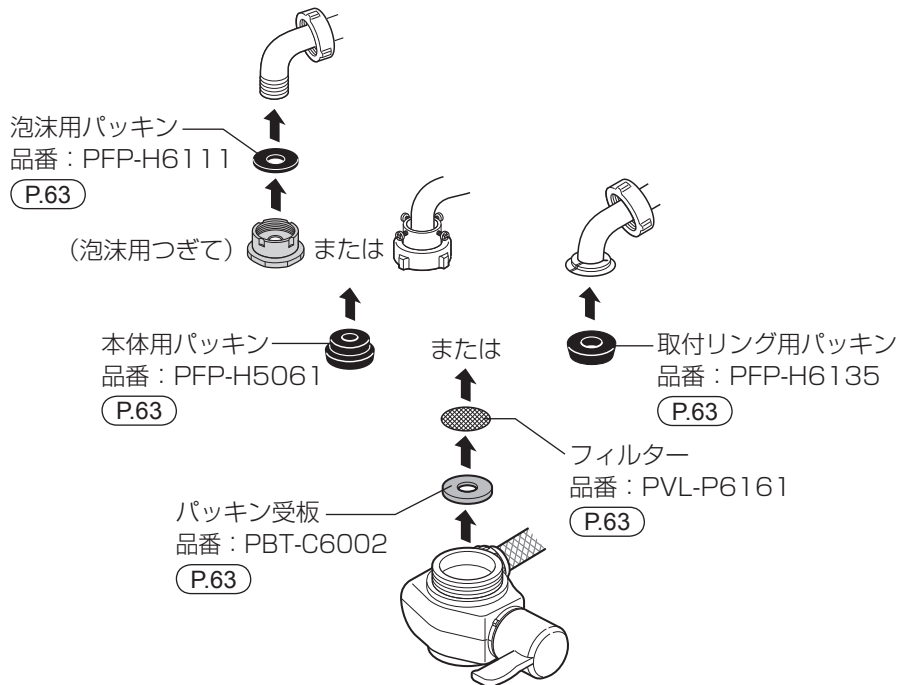 泡沫用パッキン
品番：PFP-H6111
P.63
（泡沫用つぎて）
または
本体用パッキン
品番：PFP-H5061
P.63
または
取付リング用パッキン
品番：PFP-H6135
P.63
フィルター
品番：PVL-P6161
P.63
パッキン受板
品番：PBT-C6002
P.63